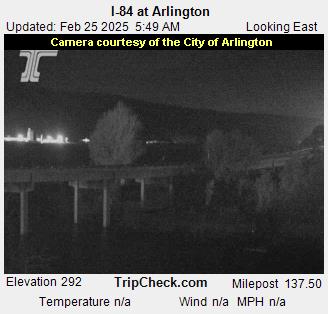 I-84 at Arlington
Updated: Feb 25 2025 5:49 AM Looking East
Camera courtesy of the City of Arlington
Elevation 292 TripCheck.com Milepost 137.50
Temperature n/a Wind n/a MPH n/a